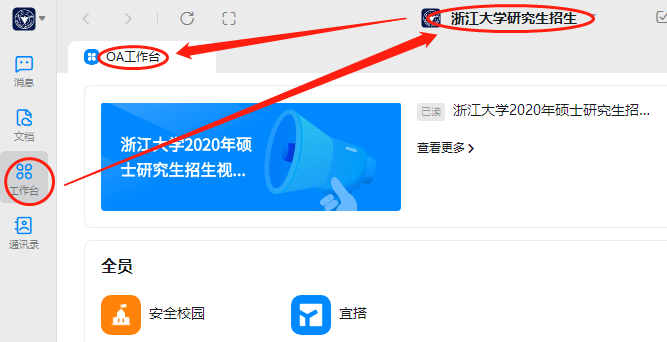 浙江大学研究生招生
OA工作台
消息
文档
工作台
通讯录
浙江大学2020年硕
士研究生招生视...
已读
浙江大学2020年硕士研究生招...
查看更多
全员
安全校园
宜搭